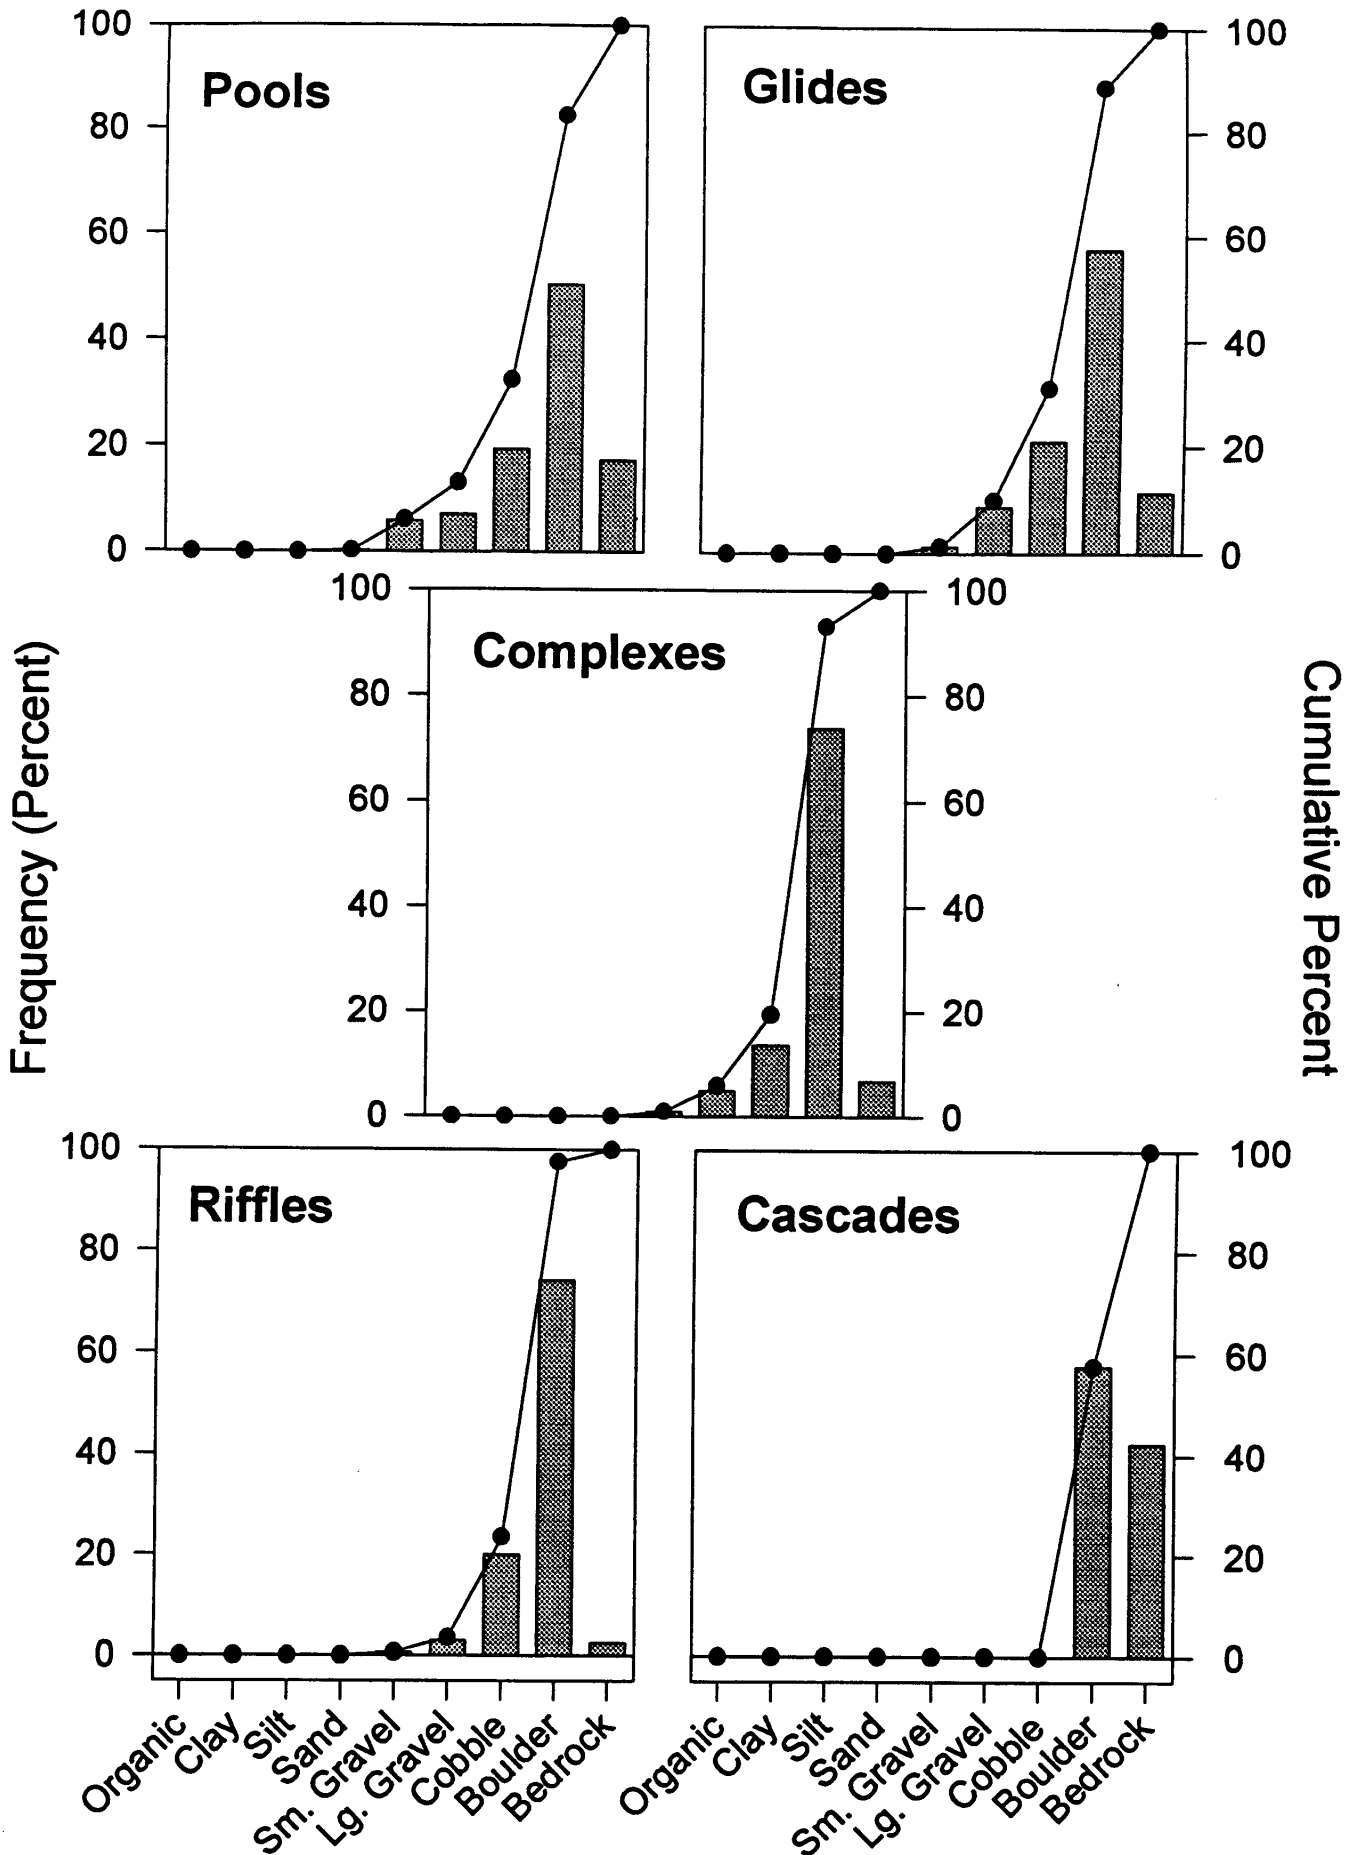 Frequency (Percent)
Cumulative Percent
Pools
100
80
60
40
20
0
Glides
100
80
60
40
20
0
Complexes
100
80
60
40
20
0
100
80
60
40
20
0
Riffles
100
80
60
40
20
0
Organic
Clay
Silt
Sand
Sm. Gravel
Lg. Gravel
Cobble
Boulder
Bedrock
Cascades
100
80
60
40
20
0
Organic
Clay
Silt
Sand
Sm. Gravel
Lg. Gravel
Cobble
Boulder
Bedrock